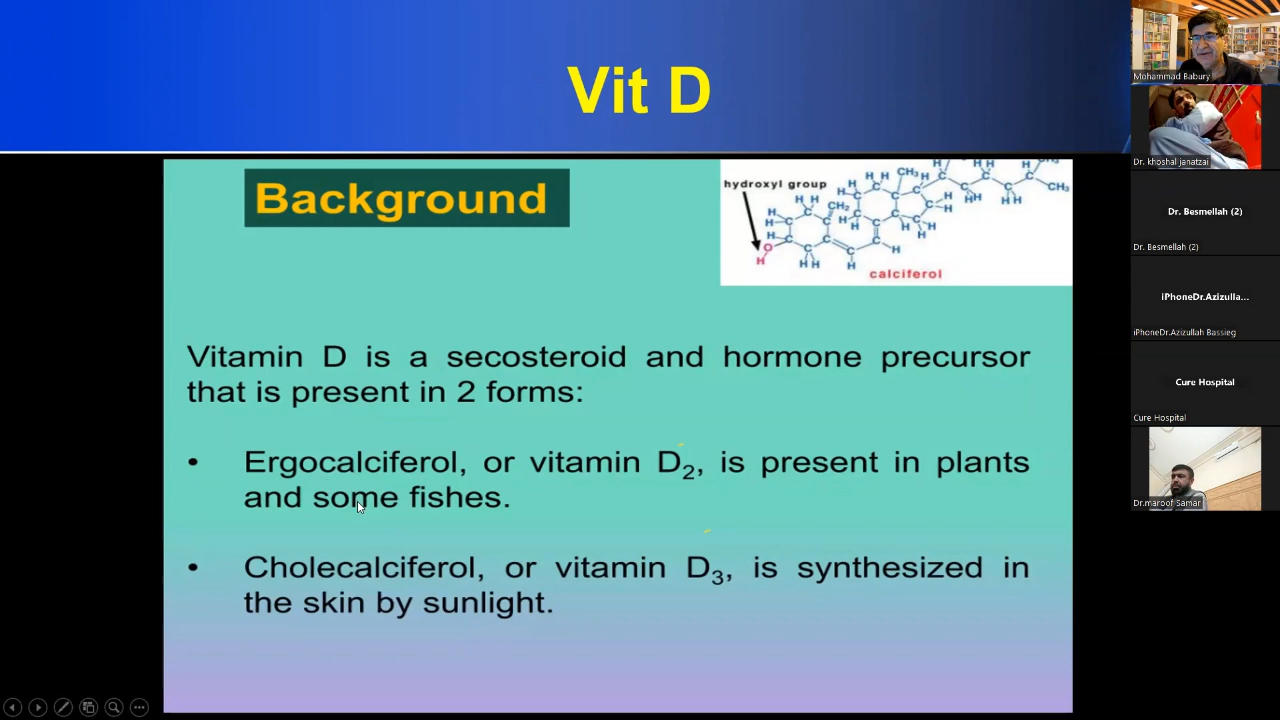 Vit D
Background
hydroxyl group
calciferol
Vitamin D is a secosteroid and hormone precursor
that is present in 2 forms:
• Ergocalciferol, or vitamin D₂, is present in plants
and some fishes.
• Cholecalciferol, or vitamin D₃, is synthesized in
the skin by sunlight.
Mohammad Babury
Dr. khoshal janatzai
Dr. Besmellah (2)
Dr. Besmellah (2)
iPhoneDr.Azizulla...
iPhoneDr.Azizullah Bassieg
Cure Hospital
Cure Hospital
Dr.maroof Samar